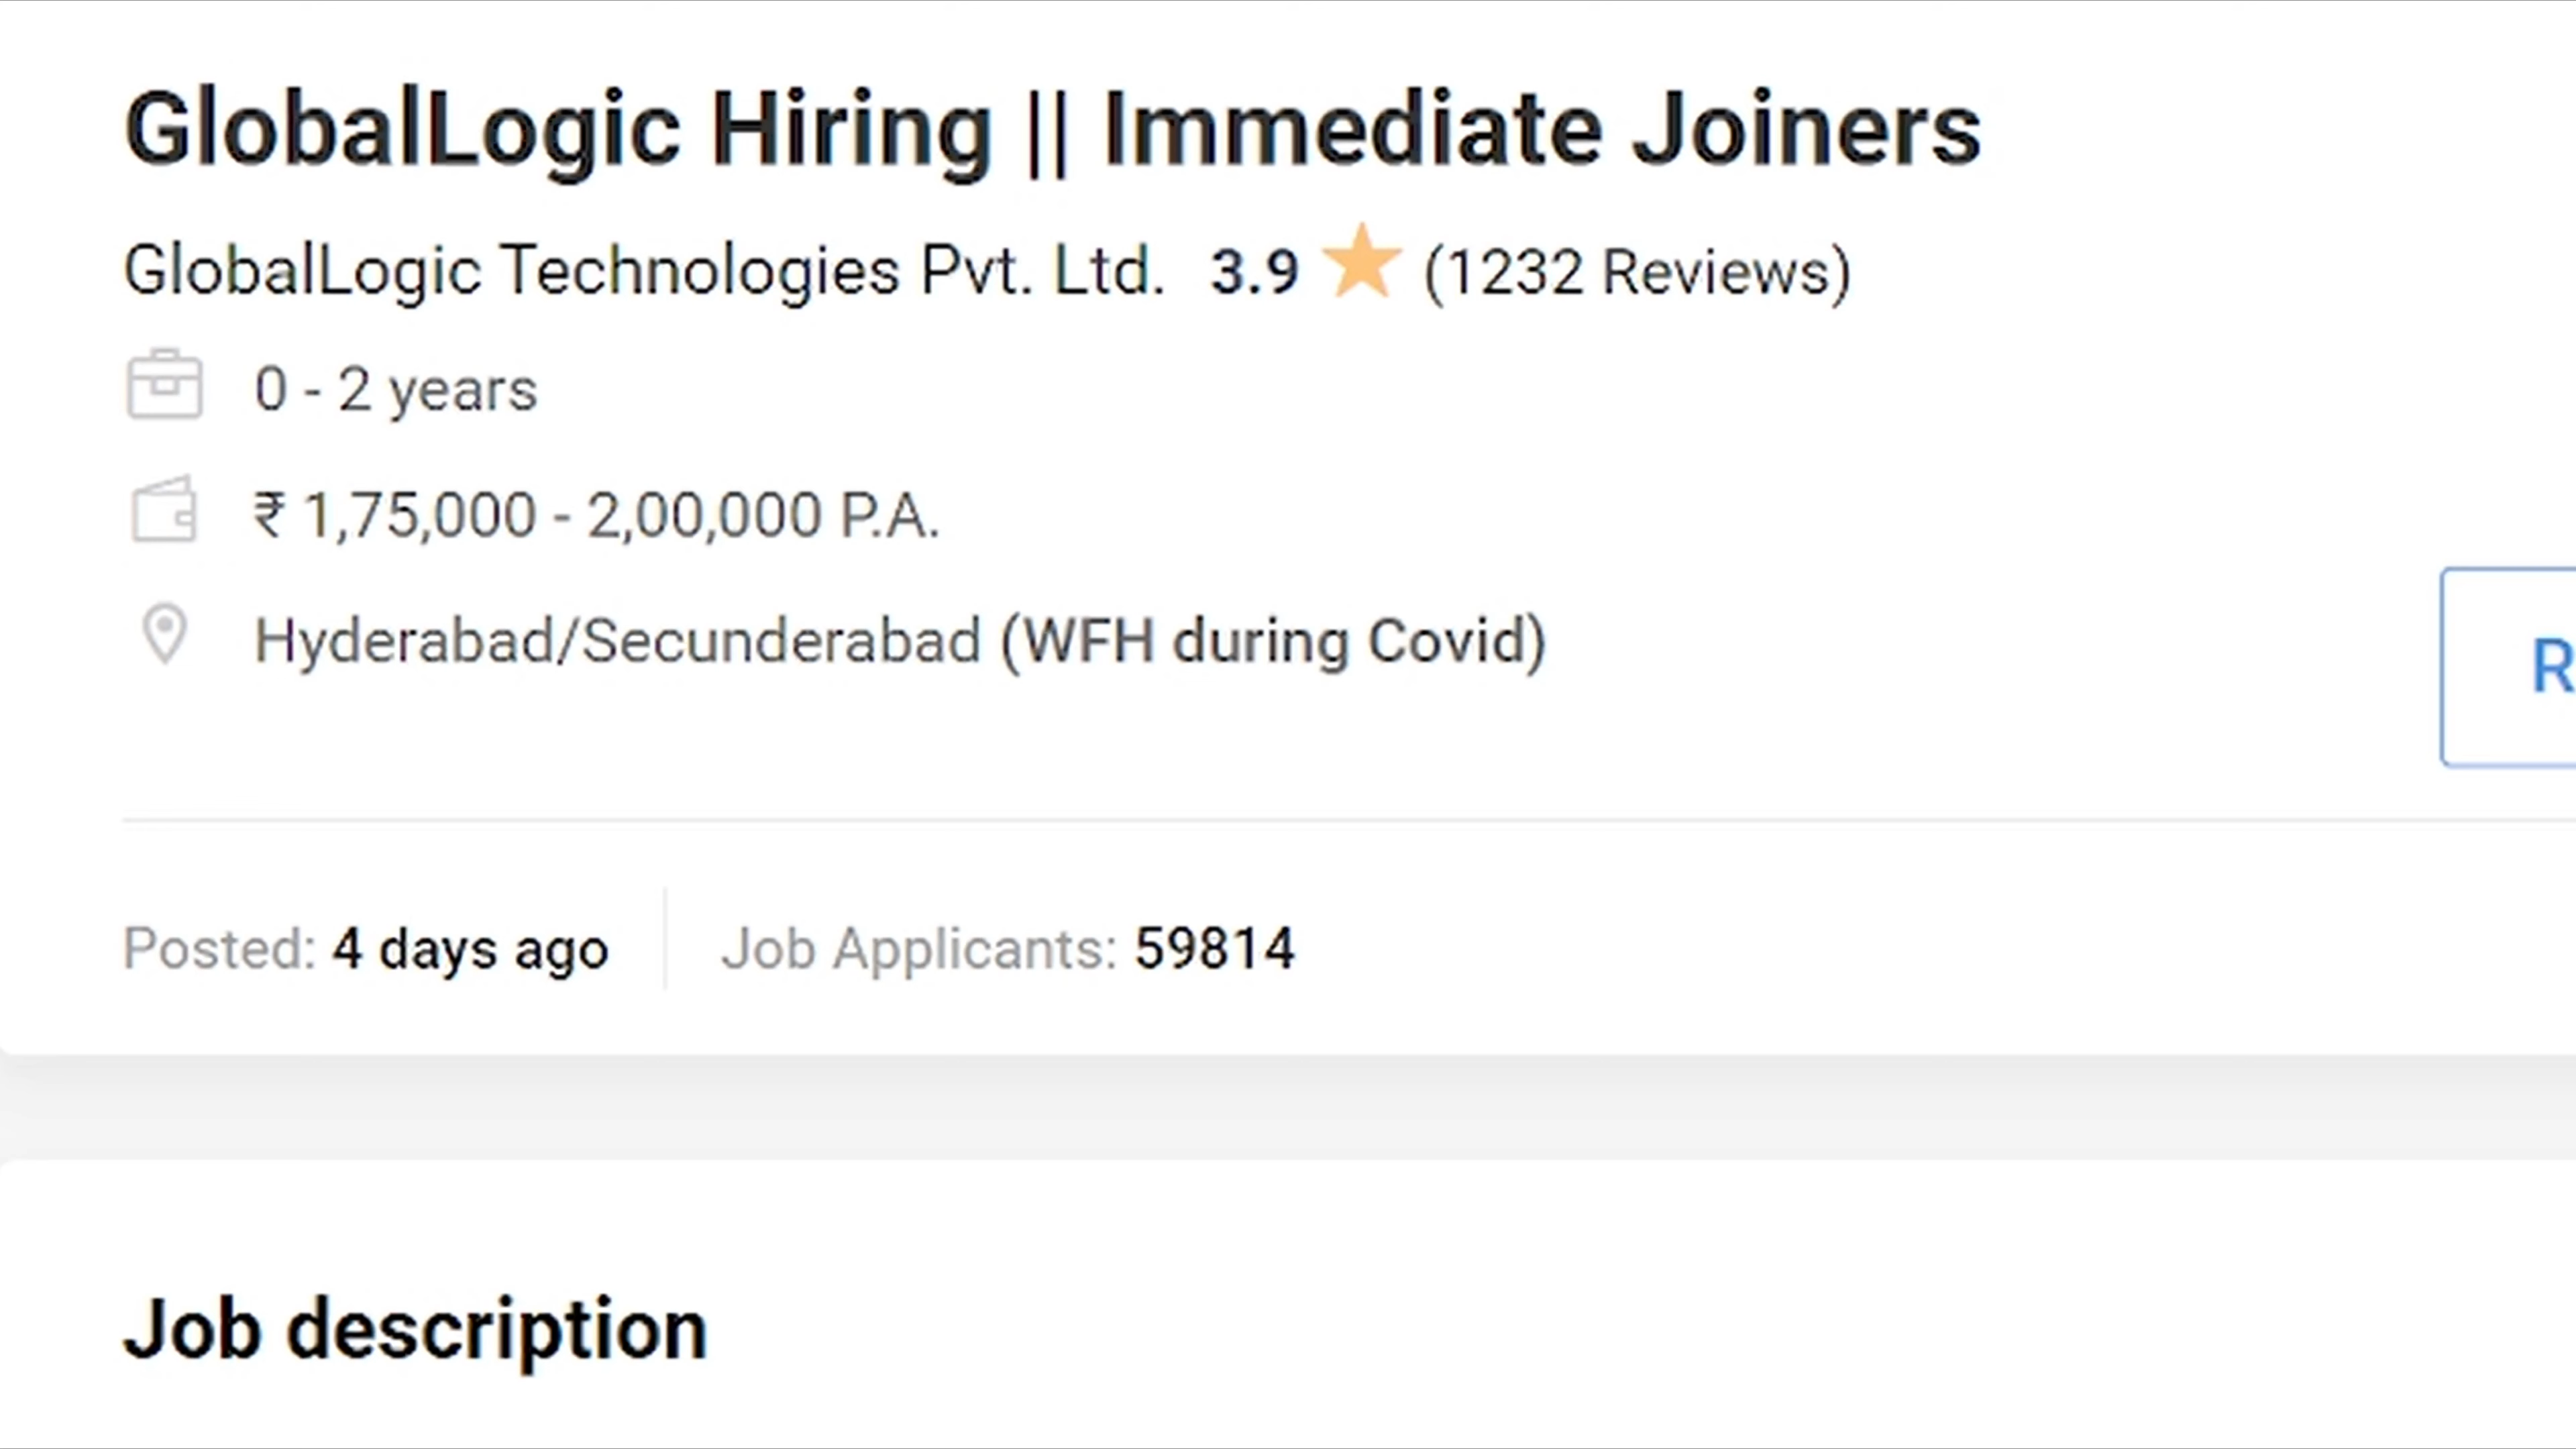 GlobalLogic Hiring || Immediate Joiners
GlobalLogic Technologies Pvt. Ltd. 3.9 (1232 Reviews)
0 - 2 years
₹ 1,75,000 - 2,00,000 P.A.
Hyderabad/Secunderabad (WFH during Covid)
R
Posted: 4 days ago Job Applicants: 59814
Job description